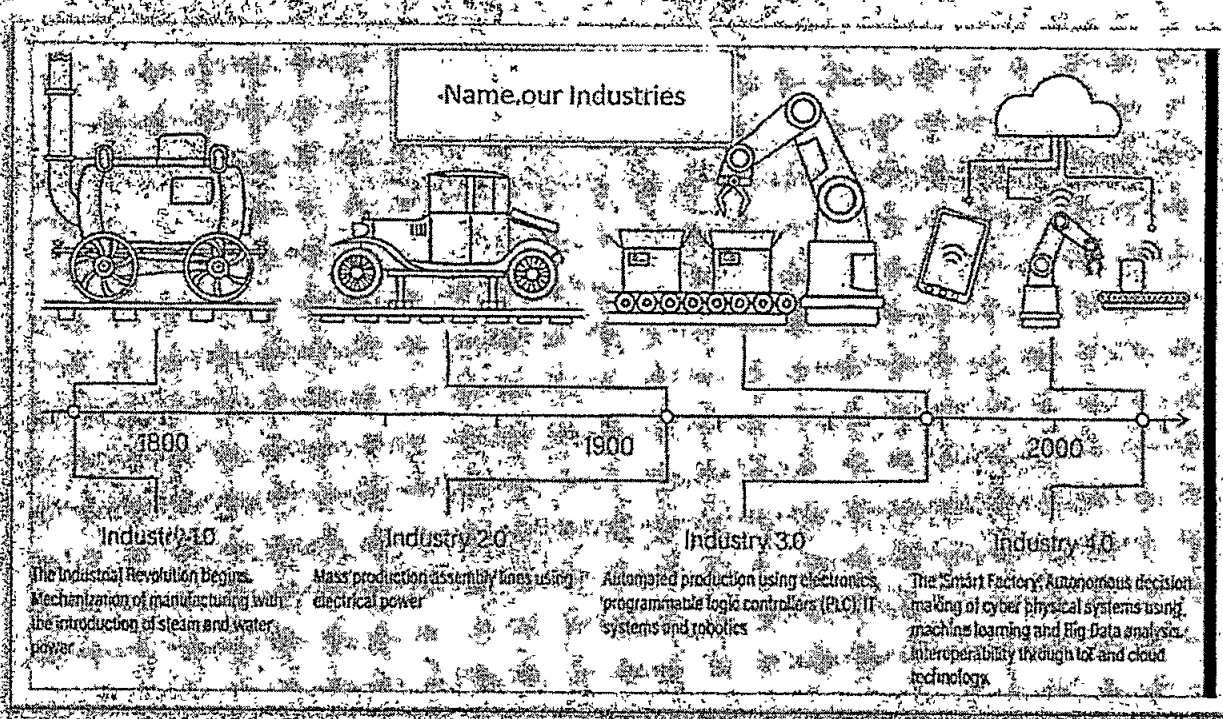 Name.our Industries
1800
1900
2000
Industry 1.0
Industry 2.0
Industry 3.0
Industry 4.0
The Industrial Revolution begins.
Mechanization of manufacturing with
the introduction of steam and water
power
Mass production assembly lines using
electrical power
Automated production using electronics,
programmable logic controllers (PLC), IT
systems and robotics
The 'Smart Factory'. Autonomous decision
making of cyber physical systems using
machine learning and Big Data analysis.
Interoperability through IoT and cloud
technology.